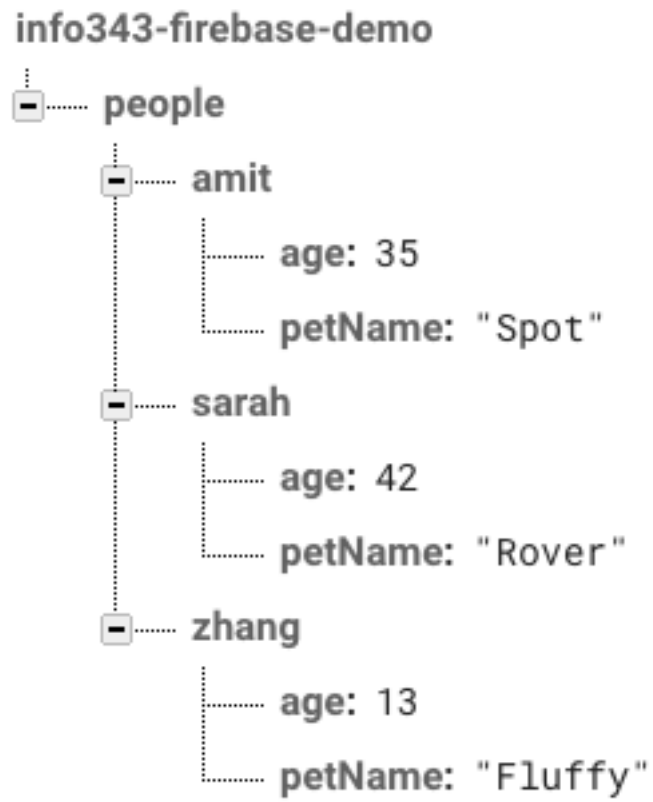 info343-firebase-demo
people
amit
age: 35
petName: "Spot"
sarah
age: 42
petName: "Rover"
zhang
age: 13
petName: "Fluffy"